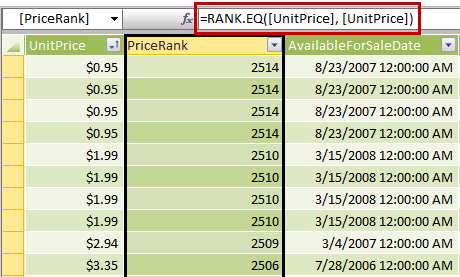 [PriceRank] fx =RANK.EQ([UnitPrice], [UnitPrice])
UnitPrice PriceRank AvailableForSaleDate
$0.95 2514 8/23/2007 12:00:00 AM
$0.95 2514 8/23/2007 12:00:00 AM
$0.95 2514 8/23/2007 12:00:00 AM
$0.95 2514 8/23/2007 12:00:00 AM
$1.99 2510 3/15/2008 12:00:00 AM
$1.99 2510 3/15/2008 12:00:00 AM
$1.99 2510 3/15/2008 12:00:00 AM
$1.99 2510 3/15/2008 12:00:00 AM
$2.94 2509 3/4/2007 12:00:00 AM
$3.35 2506 7/28/2006 12:00:00 AM